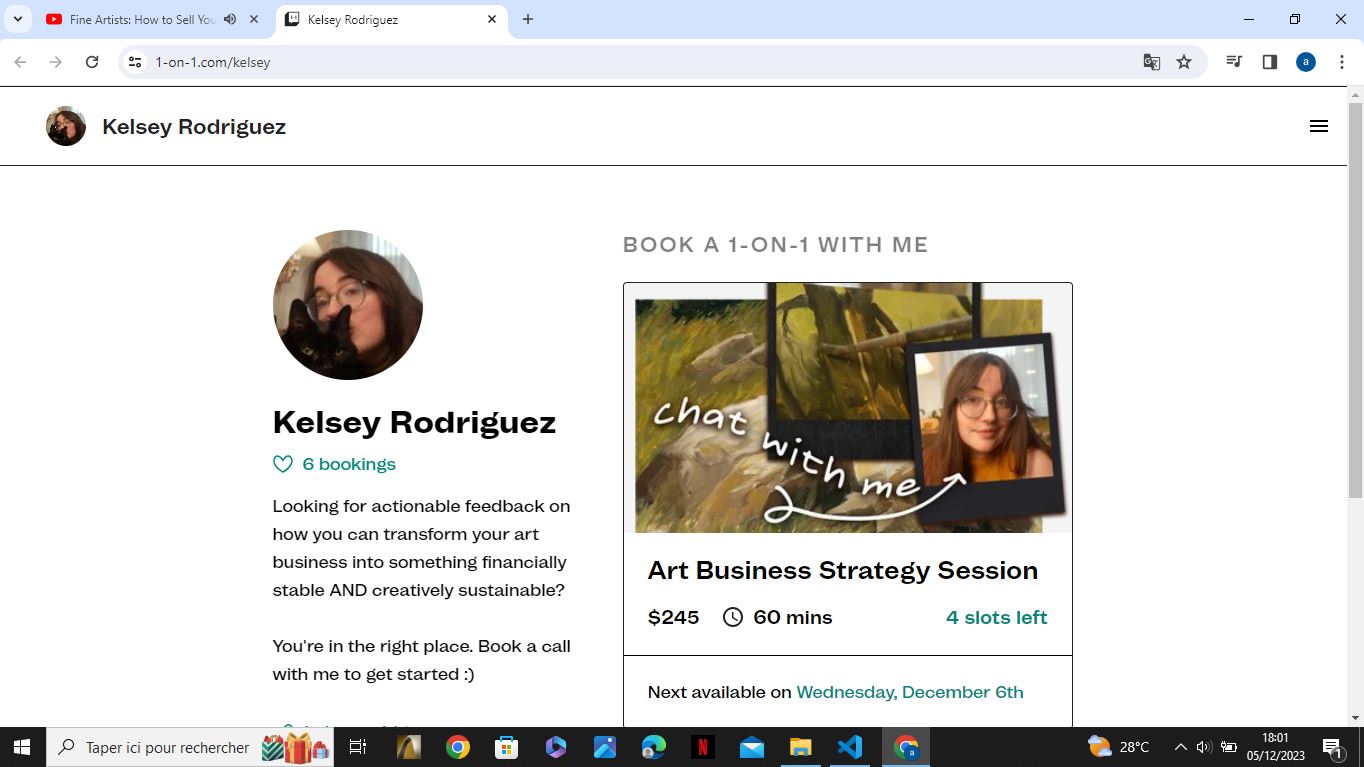 Fine Artists: How to Sell You
Kelsey Rodriguez
1-on-1.com/kelsey
a
Kelsey Rodriguez
BOOK A 1-ON-1 WITH ME
chat with me
Kelsey Rodriguez
6 bookings
Looking for actionable feedback on
how you can transform your art
business into something financially
stable AND creatively sustainable?
You're in the right place. Book a call
with me to get started :)
Art Business Strategy Session
$245 60 mins 4 slots left
Next available on Wednesday, December 6th
Taper ici pour rechercher
N
a
28°C
18:01
05/12/2023
1